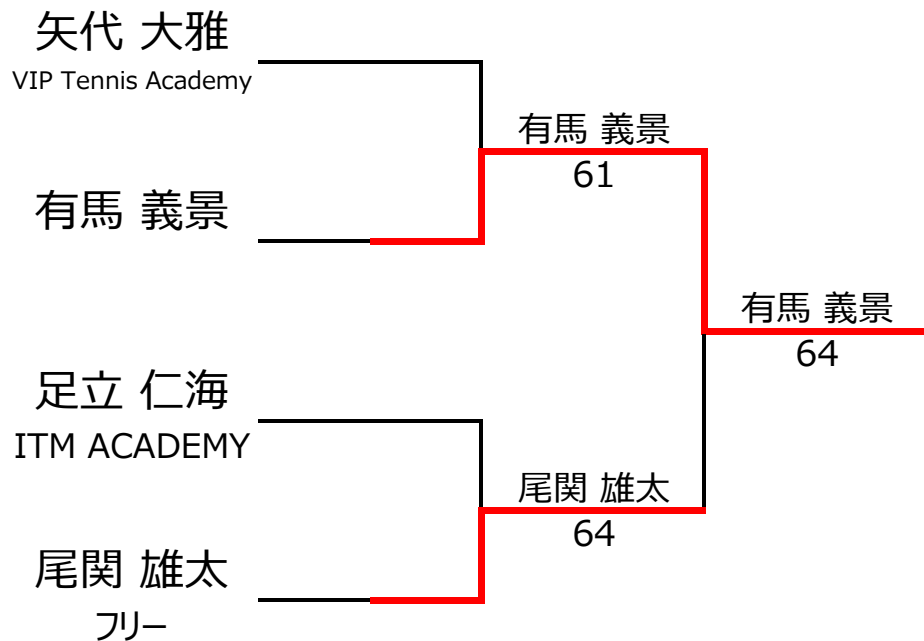 矢代 大雅
VIP Tennis Academy
有馬 義景
61
有馬 義景
有馬 義景
64
足立 仁海
ITM ACADEMY
尾関 雄太
64
尾関 雄太
フリー